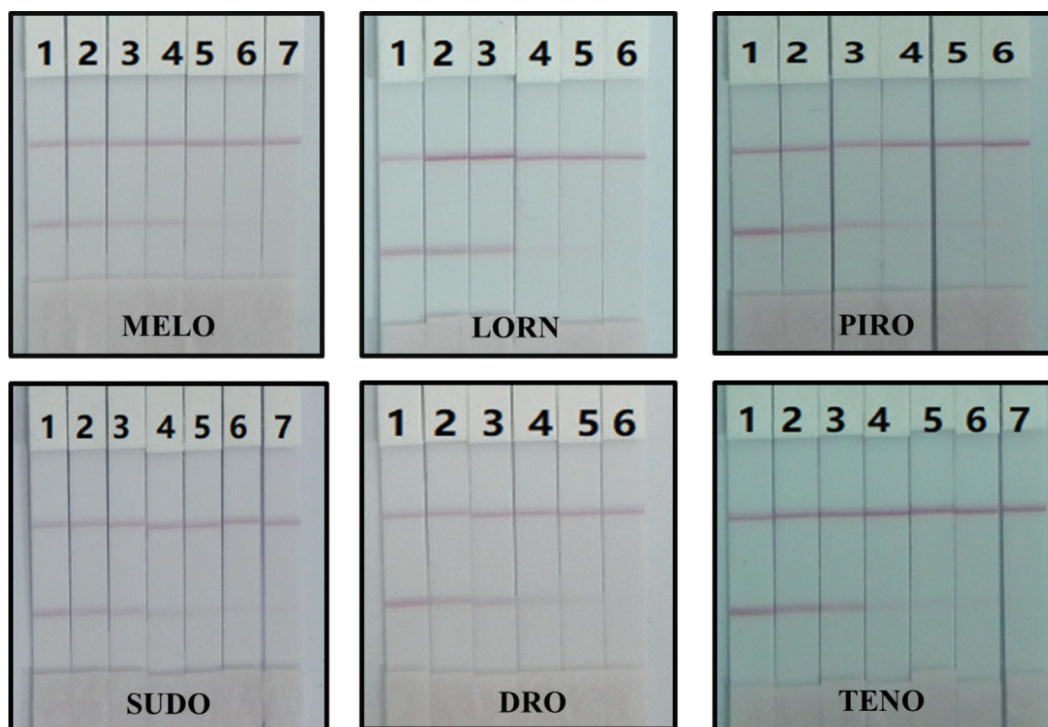 1 2 3 4 5 6 7
MELO
1 2 3 4 5 6
LORN
1 2 3 4 5 6
PIRO
1 2 3 4 5 6 7
SUDO
1 2 3 4 5 6
DRO
1 2 3 4 5 6 7
TENO